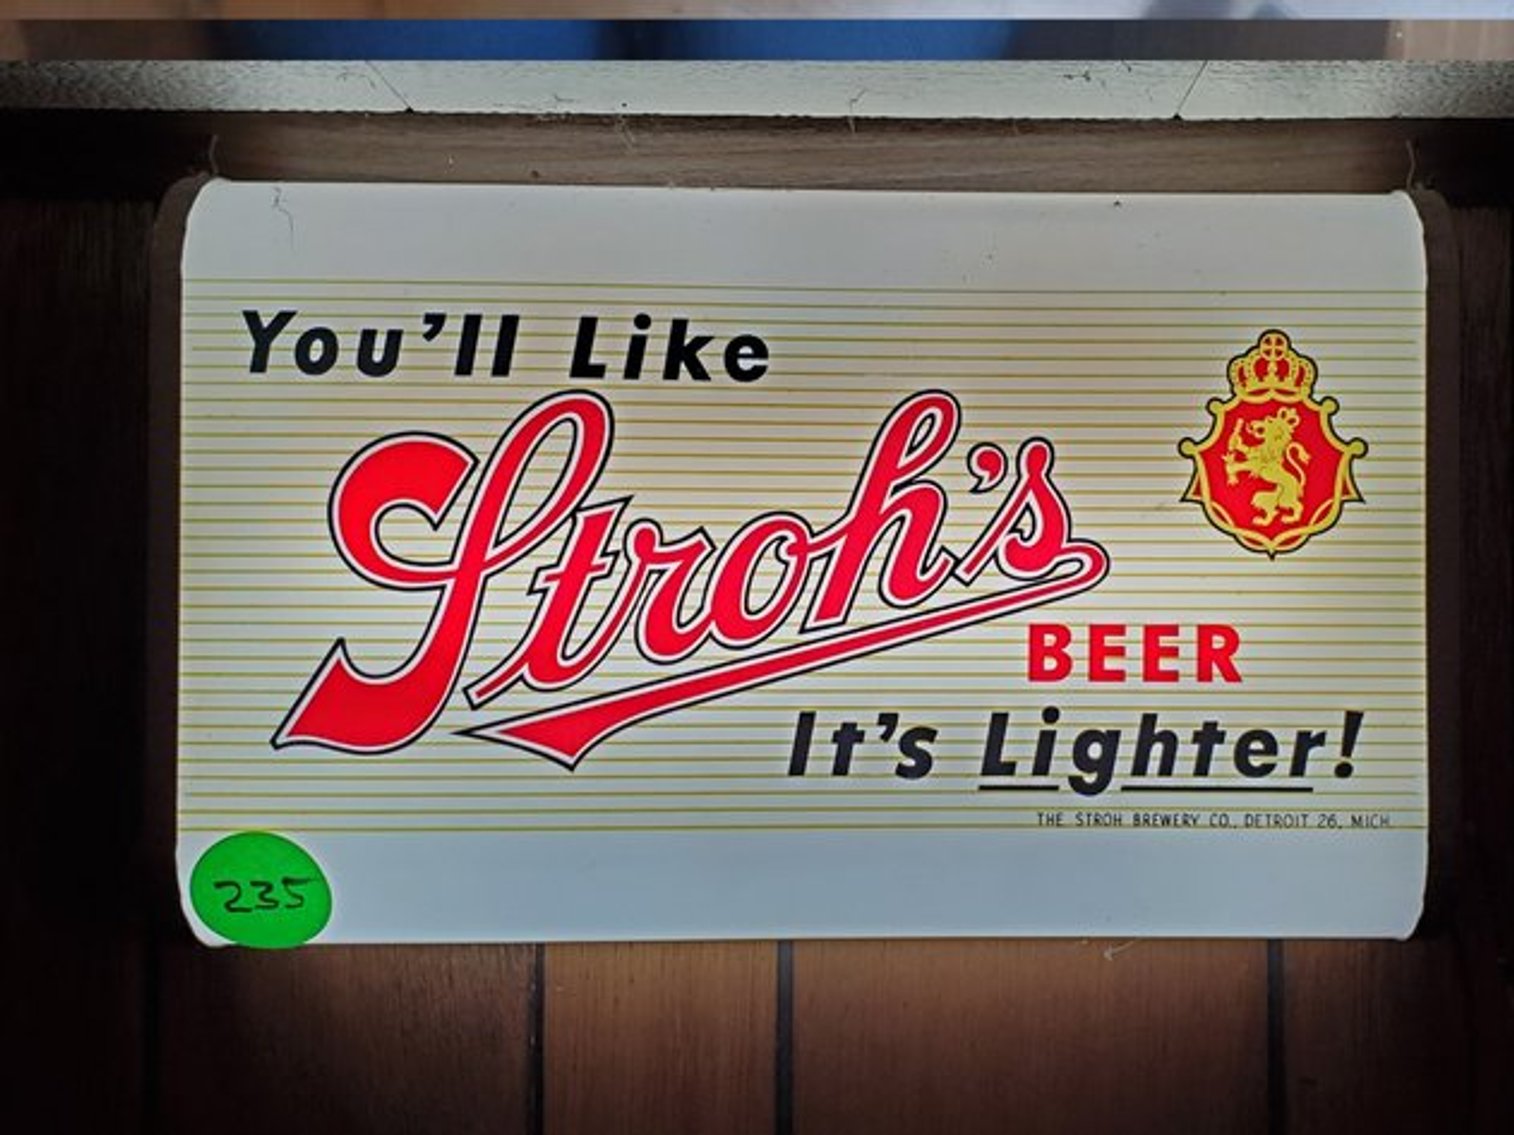 You'll Like
Stroh's
BEER
It's Lighter!
THE STROH BREWERY CO., DETROIT 26, MICH.
235